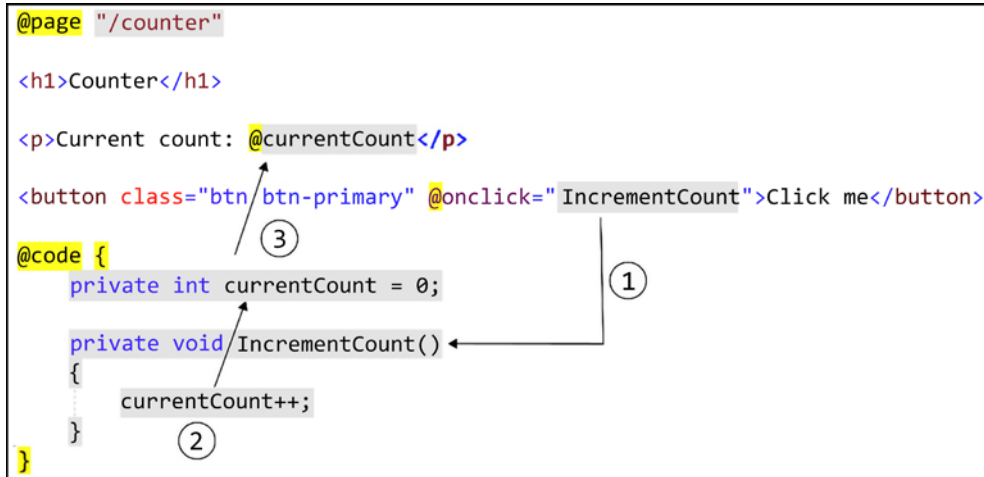 @page "/counter"
<h1>Counter</h1>
<p>Current count: @currentCount</p>
<button class="btn btn-primary" @onclick="IncrementCount">Click me</button>
3
@code {
private int currentCount = 0;
1
private void IncrementCount()
{
currentCount++;
}
2
}